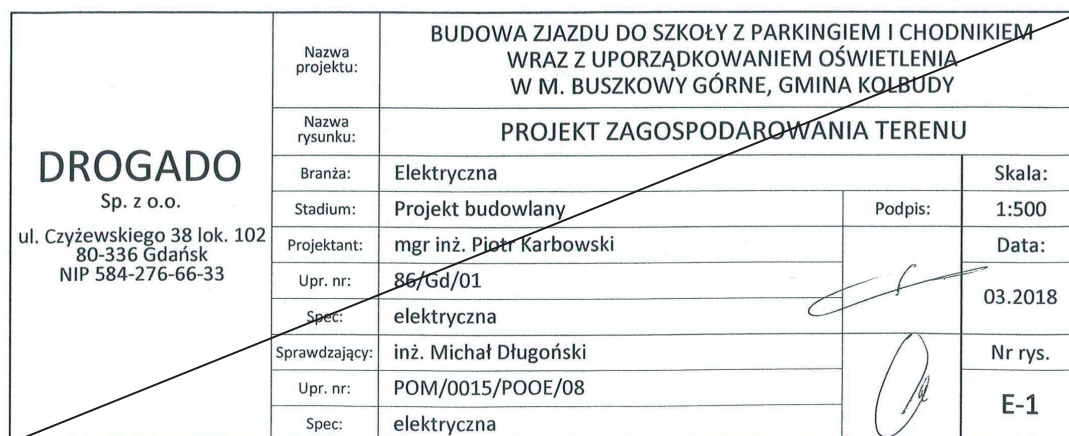 DROGADO
Sp. z o.o.
ul. Czyżewskiego 38 lok. 102
80-336 Gdańsk
NIP 584-276-66-33
Nazwa
projektu:
BUDOWA ZJAZDU DO SZKOŁY Z PARKINGIEM I CHODNIKIEM
WRAZ Z UPORZĄDKOWANIEM OŚWIETLENIA
W M. BUSZKOWY GÓRNE, GMINA KOLBUDY
Nazwa
rysunku:
PROJEKT ZAGOSPODAROWANIA TERENU
Branża: Elektryczna Skala:
Stadium: Projekt budowlany Podpis: 1:500
Projektant: mgr inż. Piotr Karbowski Data:
Upr. nr: 86/Gd/01
03.2018
Spec: elektryczna
Sprawdzający: inż. Michał Długoński Nr rys.
Upr. nr: POM/0015/POOE/08
E-1
Spec: elektryczna